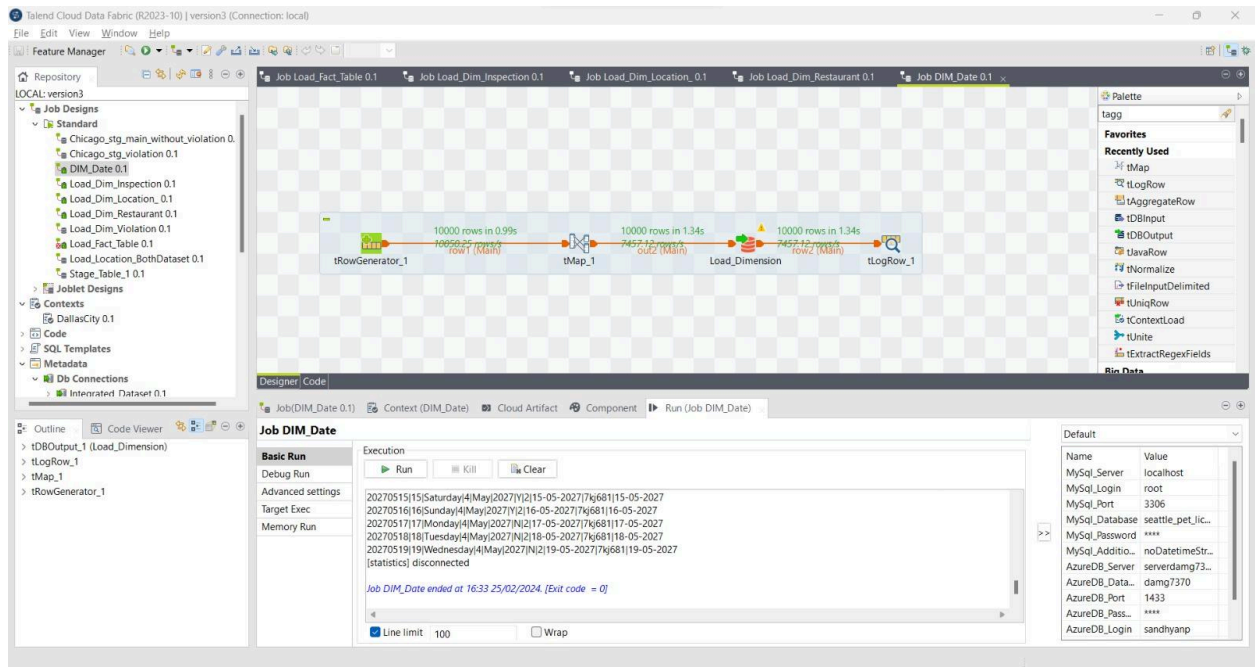 Talend Cloud Data Fabric (R2023-10) | version3 (Connection: local)
File Edit View Window Help
Feature Manager
Repository
LOCAL: version3
Job Designs
Standard
Chicago_stg_main_without_violation 0.
Chicago_stg_violation 0.1
DIM_Date 0.1
Load_Dim_Inspection 0.1
Load_Dim_Location_ 0.1
Load_Dim_Restaurant 0.1
Load_Dim_Violation 0.1
Load_Fact_Table 0.1
Load_Location_BothDataset 0.1
Stage_Table_1 0.1
Joblet Designs
Contexts
DallasCity 0.1
Code
SQL Templates
Metadata
Db Connections
Integrated_Dataset 0.1
Outline Code Viewer
tDBOutput_1 (Load_Dimension)
tLogRow_1
tMap_1
tRowGenerator_1
Job Load_Fact_Table 0.1 Job Load_Dim_Inspection 0.1 Job Load_Dim_Location_ 0.1 Job Load_Dim_Restaurant 0.1 Job DIM_Date 0.1
10000 rows in 0.99s 10000 rows in 1.34s 10000 rows in 1.34s
10050.25 rows/s 7457.12 rows/s 7457.12 rows/s
row1 (Main) out2 (Main) row2 (Main)
tRowGenerator_1 tMap_1 Load_Dimension tLogRow_1
Designer Code
Palette
tagg
Favorites
Recently Used
tMap
tLogRow
tAggregateRow
tDBInput
tDBOutput
tJavaRow
tNormalize
tFileInputDelimited
tUniqRow
tContextLoad
tUnite
tExtractRegexFields
Big Data
Job(DIM_Date 0.1) Context (DIM_Date) Cloud Artifact Component Run (Job DIM_Date)
Job DIM_Date
Basic Run
Debug Run
Advanced settings
Target Exec
Memory Run
Execution
Run Kill Clear
20270515|15|Saturday|4|May|2027|Y|2|15-05-2027|7kj681|15-05-2027
20270516|16|Sunday|4|May|2027|Y|2|16-05-2027|7kj681|16-05-2027
20270517|17|Monday|4|May|2027|N|2|17-05-2027|7kj681|17-05-2027
20270518|18|Tuesday|4|May|2027|N|2|18-05-2027|7kj681|18-05-2027
20270519|19|Wednesday|4|May|2027|N|2|19-05-2027|7kj681|19-05-2027
[statistics] disconnected
Job DIM_Date ended at 16:33 25/02/2024. [Exit code = 0]
Line limit 100 Wrap
>>
Default
Name Value
MySql_Server localhost
MySql_Login root
MySql_Port 3306
MySql_Database seattle_pet_lic...
MySql_Password ****
MySql_Additio... noDatetimeStr...
AzureDB_Server serverdamg73...
AzureDB_Data... damg7370
AzureDB_Port 1433
AzureDB_Pass... ****
AzureDB_Login sandhyanp